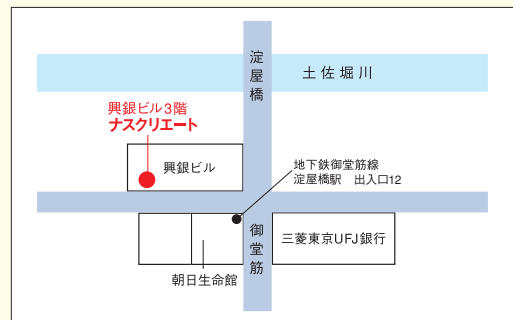 淀屋橋
土佐堀川
興銀ビル3階
ナスクリエート
興銀ビル
地下鉄御堂筋線
淀屋橋駅　出入口12
御堂筋
三菱東京UFJ銀行
朝日生命館